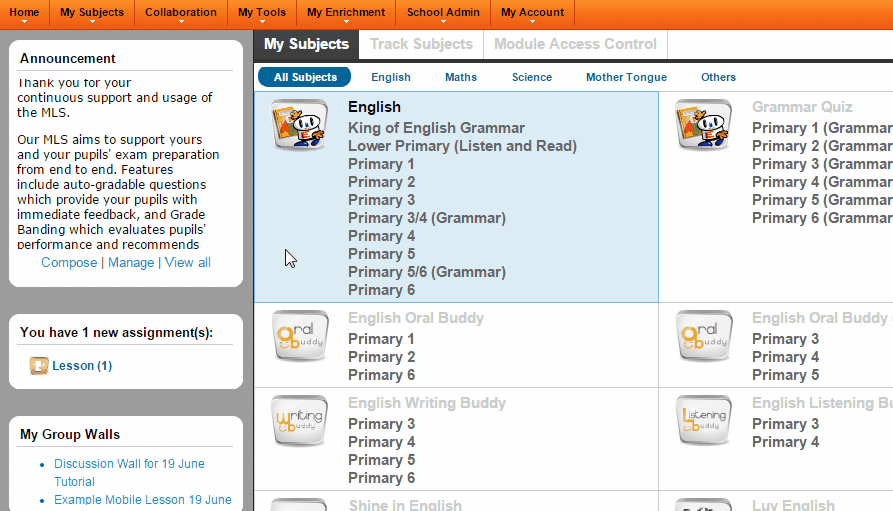 Home My Subjects Collaboration My Tools My Enrichment School Admin My Account
Announcement
Thank you for your
continuous support and usage of
the MLS.
Our MLS aims to support yours
and your pupils' exam preparation
from end to end. Features
include auto-gradable questions
which provide your pupils with
immediate feedback, and Grade
Banding which evaluates pupils'
performance and recommends
Compose | Manage | View all
You have 1 new assignment(s):
Lesson (1)
My Group Walls
Discussion Wall for 19 June
Tutorial
Example Mobile Lesson 19 June
My Subjects Track Subjects Module Access Control
All Subjects English Maths Science Mother Tongue Others
English
King of English Grammar
Lower Primary (Listen and Read)
Primary 1
Primary 2
Primary 3
Primary 3/4 (Grammar)
Primary 4
Primary 5
Primary 5/6 (Grammar)
Primary 6
Grammar Quiz
Primary 1 (Grammar
Primary 2 (Grammar
Primary 3 (Grammar
Primary 4 (Grammar
Primary 5 (Grammar
Primary 6 (Grammar
oral buddy
English Oral Buddy
Primary 1
Primary 2
Primary 6
oral buddy
English Oral Buddy
Primary 3
Primary 4
Primary 5
writing buddy
English Writing Buddy
Primary 3
Primary 4
Primary 5
Primary 6
Listening buddy
English Listening Bu
Primary 3
Primary 4
Shine in English
Luv English